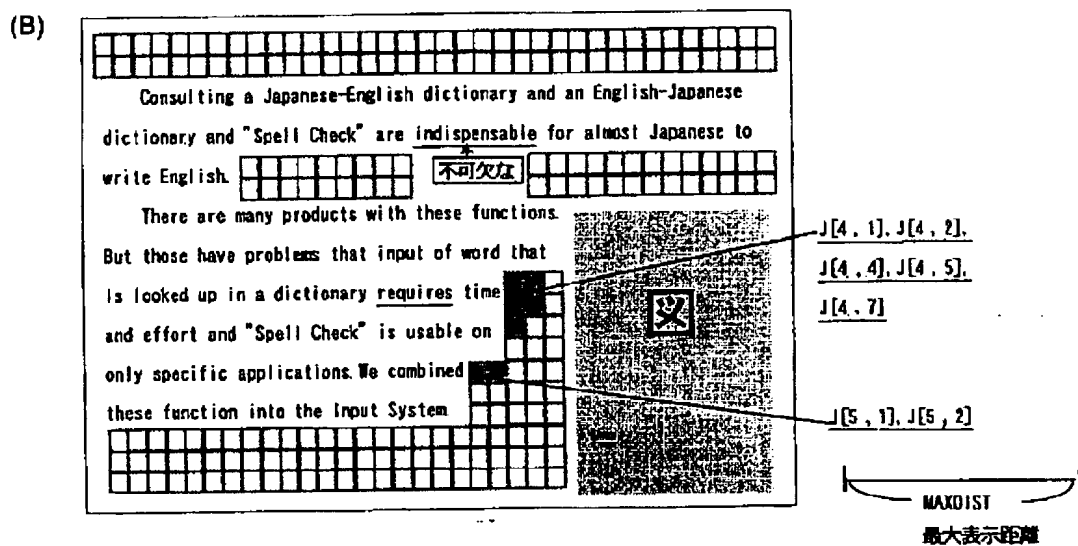 (B)
Consulting a Japanese-English dictionary and an English-Japanese
dictionary and "Spell Check" are indispensable for almost Japanese to
write English.
不可欠な
There are many products with these functions.
But those have problems that input of word that
is looked up in a dictionary requires time
and effort and "Spell Check" is usable on
only specific applications. We combined
these function into the Input System
J[4, 1], J[4, 2],
J[4, 4], J[4, 5],
J[4, 7]
J[5, 1], J[5, 2]
MAXDIST
最大表示距離